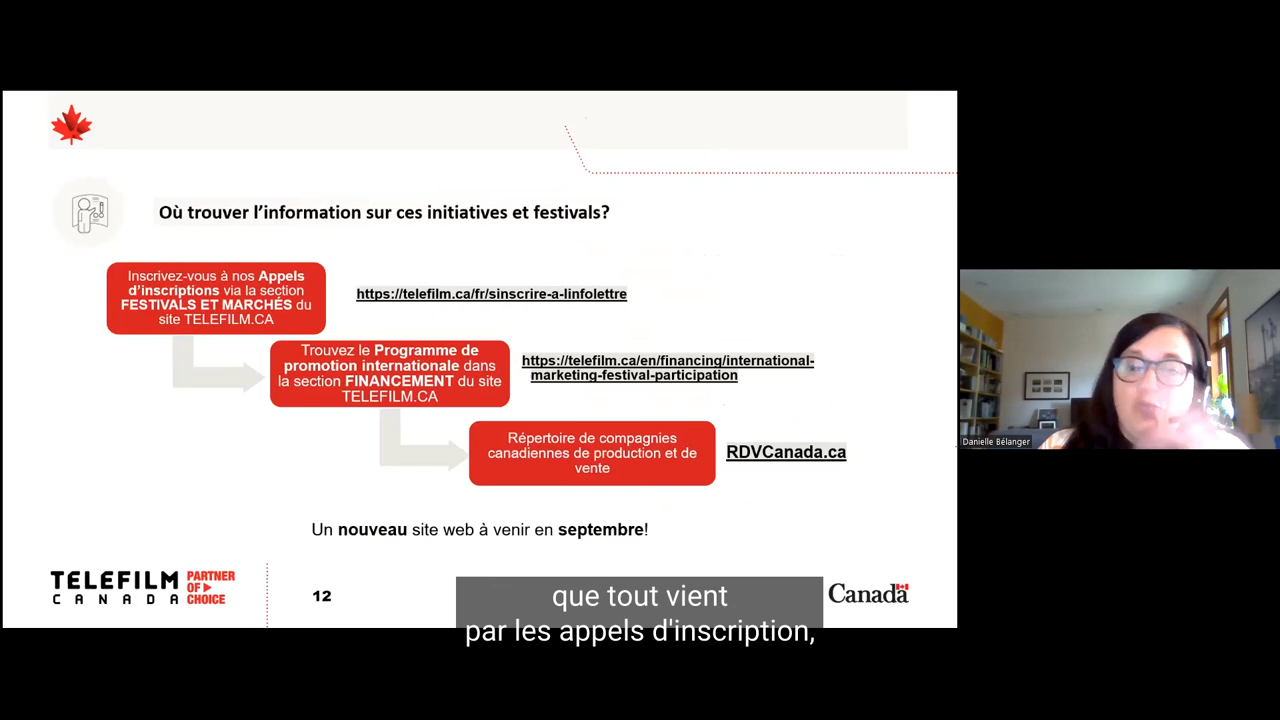 Où trouver l’information sur ces initiatives et festivals?
Inscrivez-vous à nos Appels
d’inscriptions via la section
FESTIVALS ET MARCHÉS du
site TELEFILM.CA
https://telefilm.ca/fr/sinscrire-a-linfolettre
Trouvez le Programme de
promotion internationale dans
la section FINANCEMENT du site
TELEFILM.CA
https://telefilm.ca/en/financing/international-
marketing-festival-participation
Répertoire de compagnies
canadiennes de production et de
vente
RDVCanada.ca
Danielle Bélanger
Un nouveau site web à venir en septembre!
TELEFILM
CANADA
PARTNER
OF
CHOICE
12
Canada
que tout vient
par les appels d'inscription,